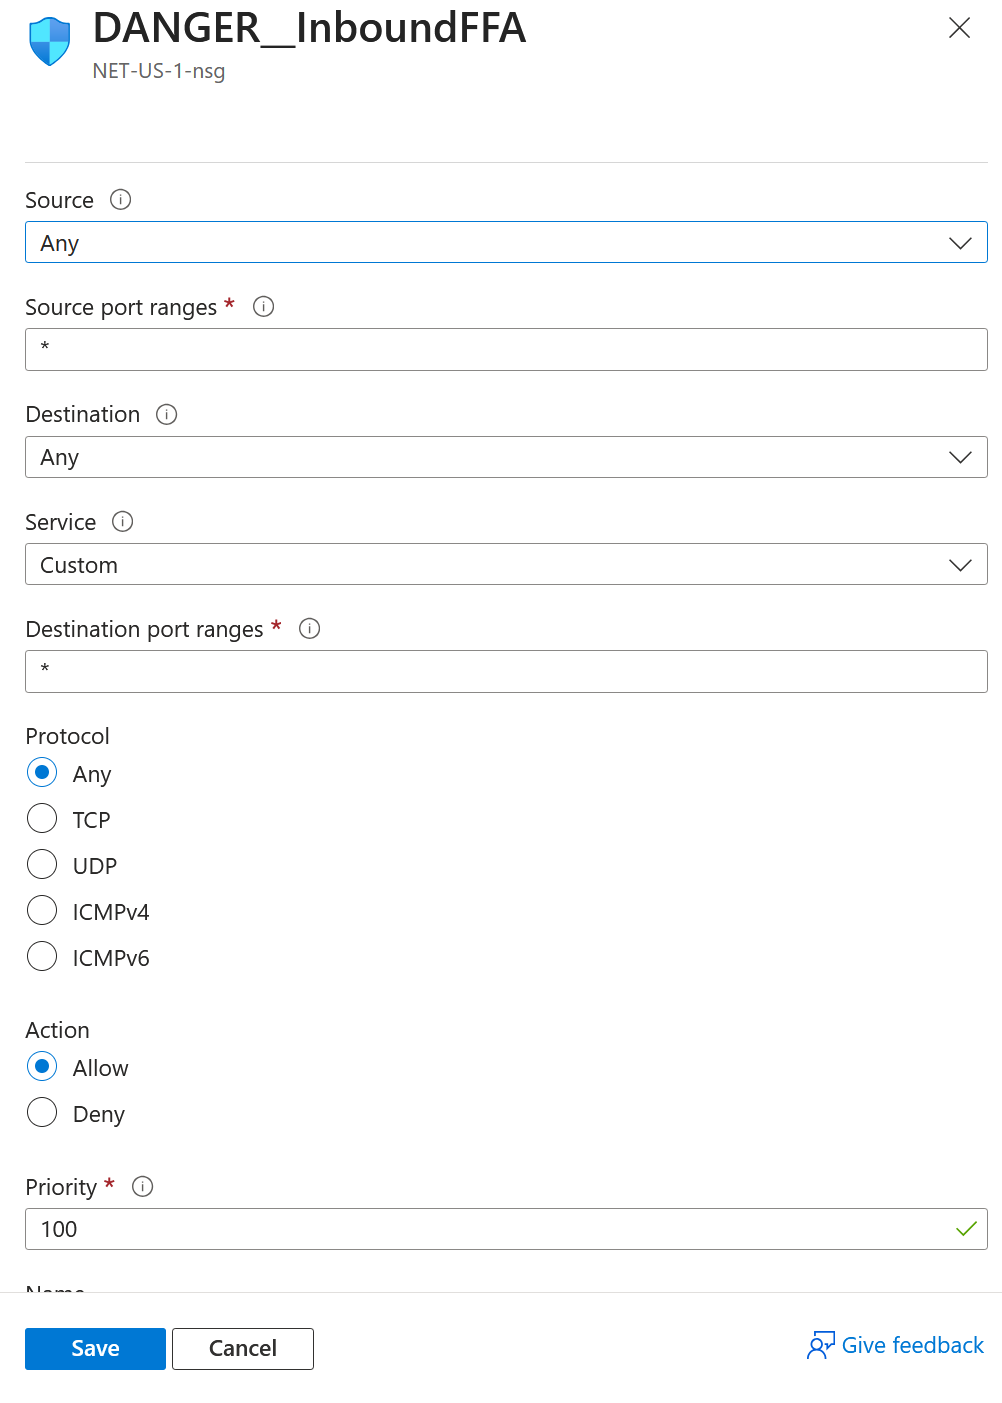 DANGER__InboundFFA
NET-US-1-nsg
Source
Any
Source port ranges *
*
Destination
Any
Service
Custom
Destination port ranges *
*
Protocol
Any
TCP
UDP
ICMPv4
ICMPv6
Action
Allow
Deny
Priority *
100
Name
Save Cancel Give feedback